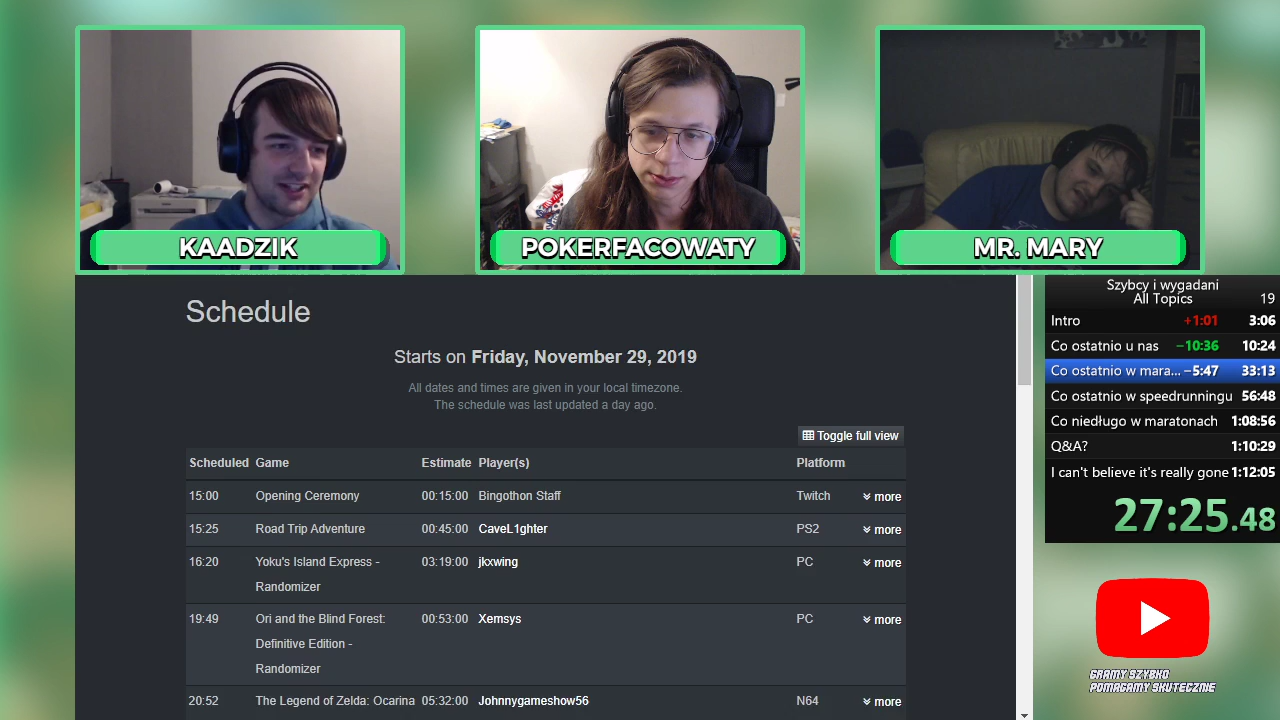 KAADZIK
POKERFACOWATY
MR. MARY
Schedule
Starts on Friday, November 29, 2019
All dates and times are given in your local timezone.
The schedule was last updated a day ago.
Toggle full view
Scheduled Game Estimate Player(s) Platform
15:00 Opening Ceremony 00:15:00 Bingothon Staff Twitch more
15:25 Road Trip Adventure 00:45:00 CaveL1ghter PS2 more
16:20 Yoku's Island Express - 03:19:00 jkxwing PC more
Randomizer
19:49 Ori and the Blind Forest: 00:53:00 Xemsys PC more
Definitive Edition -
Randomizer
20:52 The Legend of Zelda: Ocarina 05:32:00 Johnnygameshow56 N64 more
Szybcy i wygadani
All Topics 19
Intro +1:01 3:06
Co ostatnio u nas −10:36 10:24
Co ostatnio w mara... −5:47 33:13
Co ostatnio w speedrunningu 56:48
Co niedługo w maratonach 1:08:56
Q&A? 1:10:29
I can't believe it's really gone 1:12:05
27:25.48
GRAMY SZYBKO
POMAGAMY SKUTECZNIE